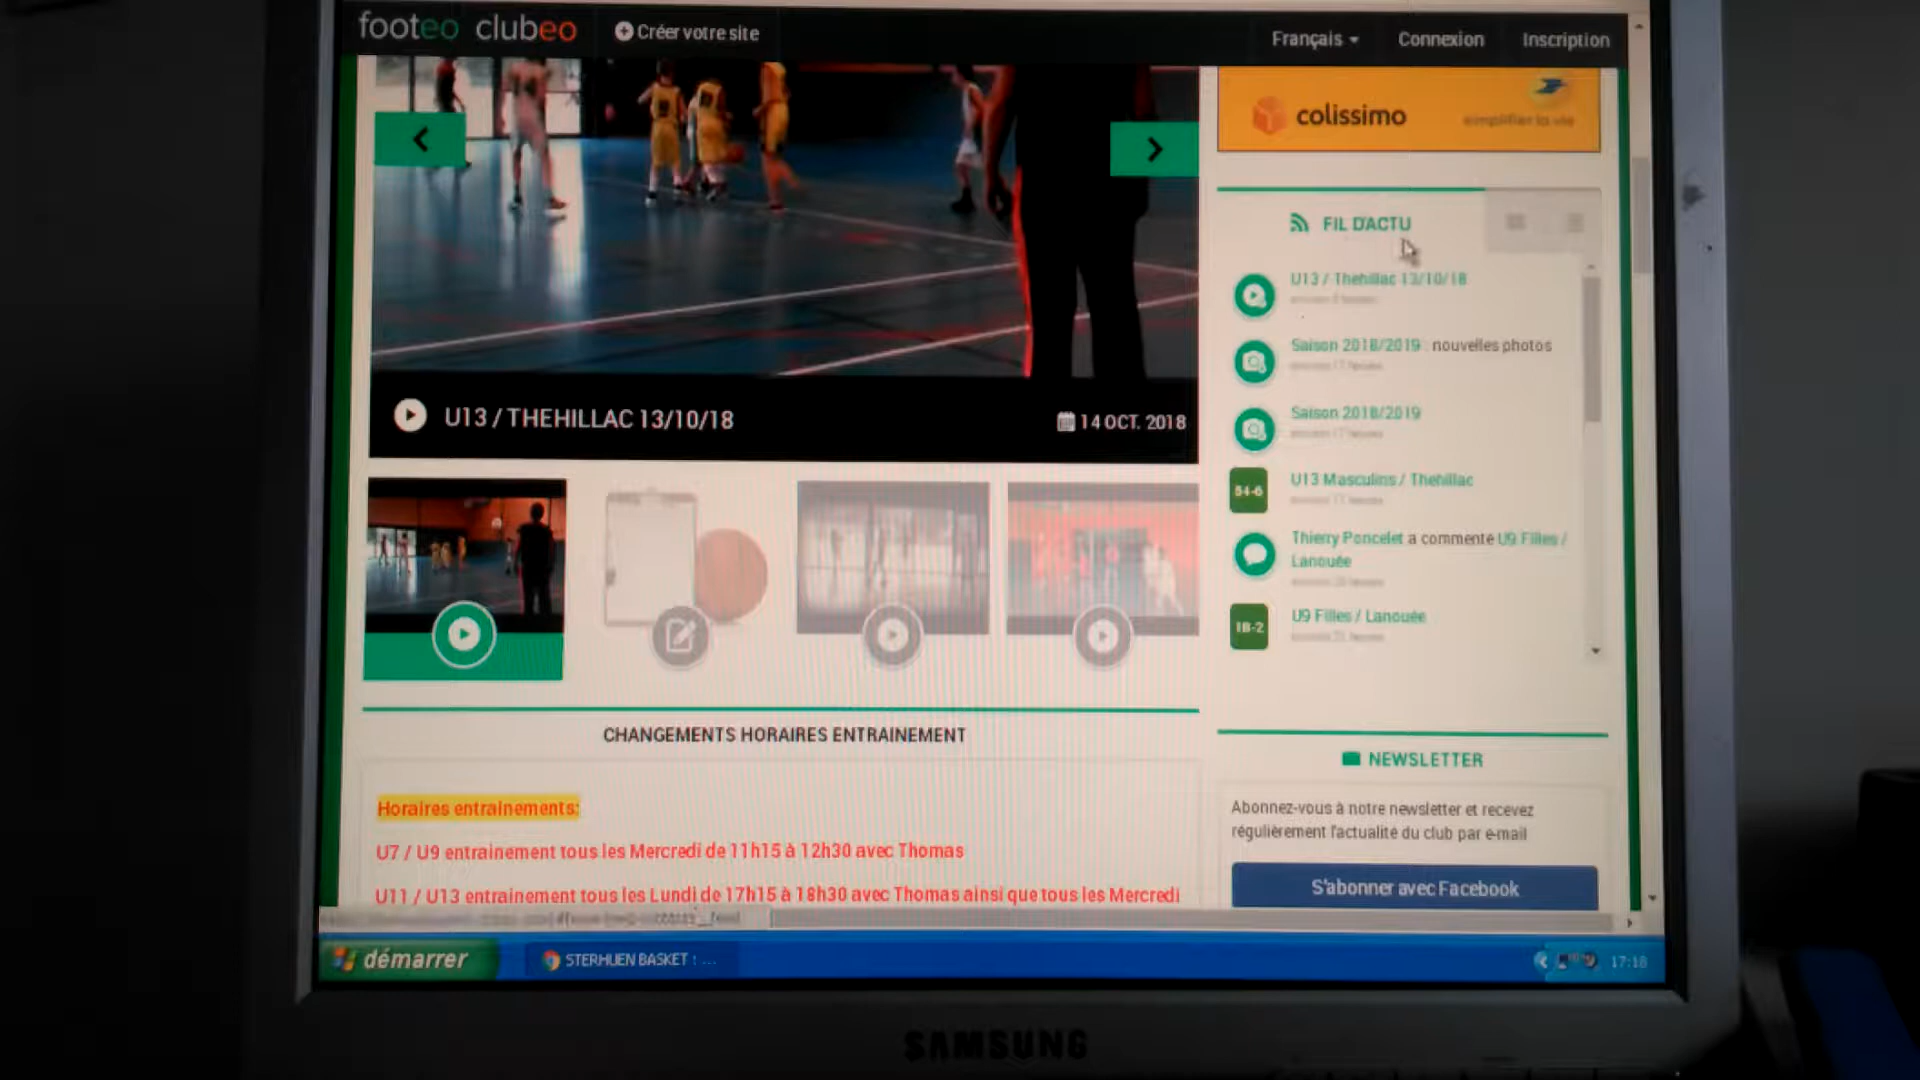 footeo clubeo
Créer votre site
Français
Connexion
Inscription
colissimo
simplifier la vie
FIL D'ACTU
U13 / Thehillac 13/10/18
Saison 2018/2019 : nouvelles photos
Saison 2018/2019
54-6
U13 Masculins / Thehillac
Thierry Poncelet a commenté U9 Filles /
Lanouée
18-2
U9 Filles / Lanouée
U13 / THEHILLAC 13/10/18
14 OCT. 2018
CHANGEMENTS HORAIRES ENTRAINEMENT
Horaires entrainements:
U7 / U9 entrainement tous les Mercredi de 11h15 à 12h30 avec Thomas
U11 / U13 entrainement tous les Lundi de 17h15 à 18h30 avec Thomas ainsi que tous les Mercredi
NEWSLETTER
Abonnez-vous à notre newsletter et recevez
régulièrement l'actualité du club par e-mail
S'abonner avec Facebook
démarrer
STERHUEN BASKET : ...
17:18
SAMSUNG